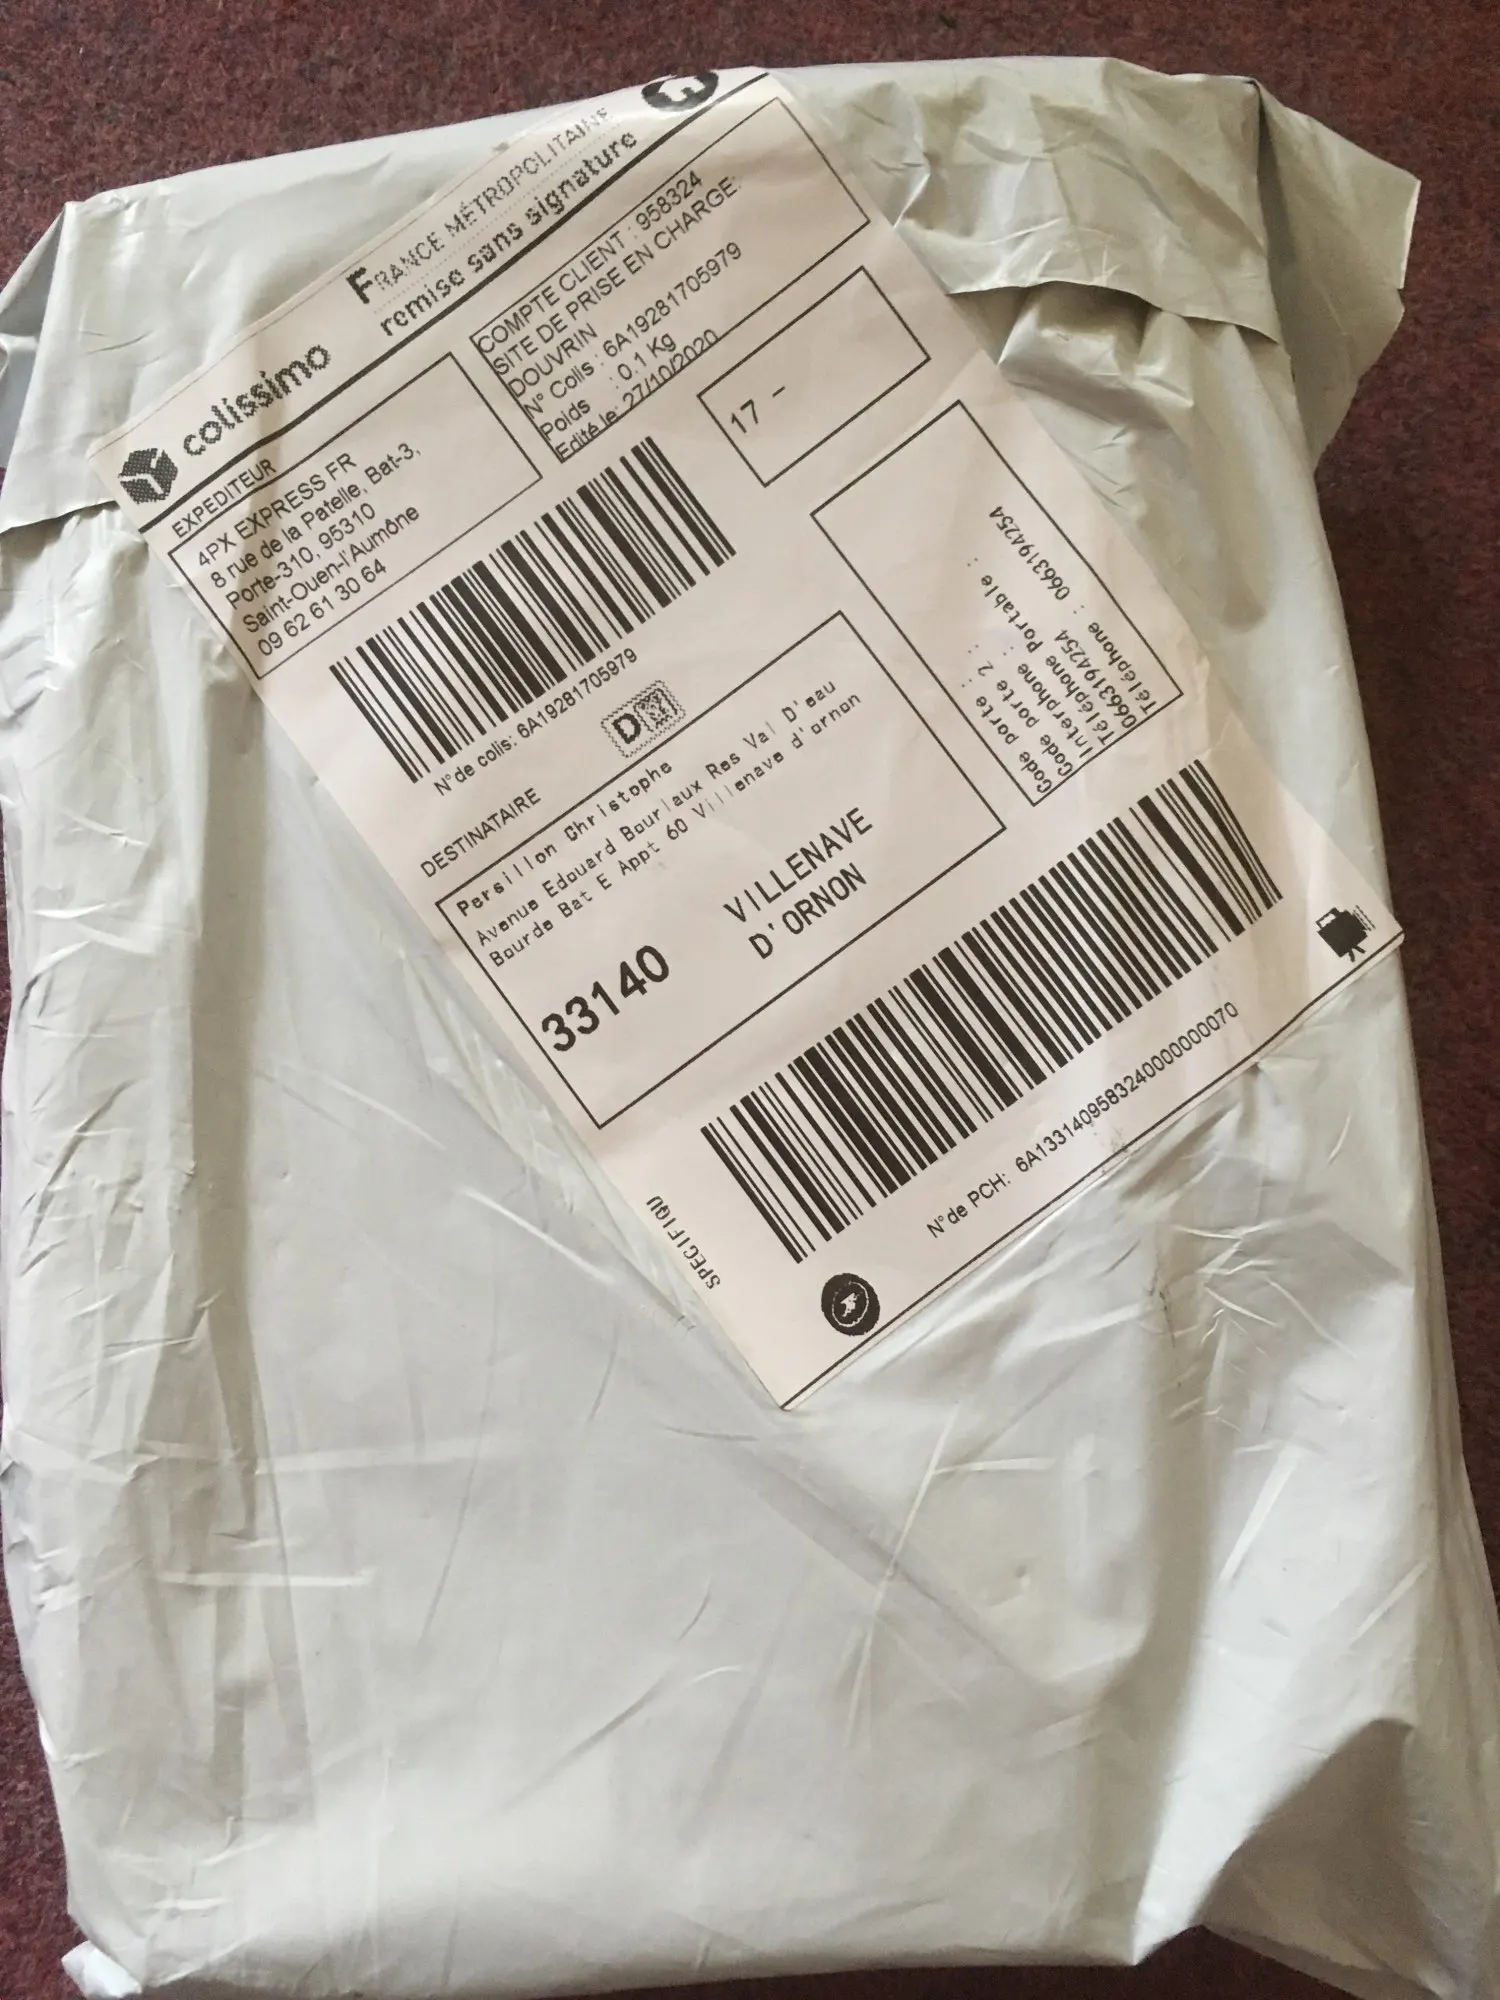 colissimo
FRANCE MÉTROPOLITAINE
remise sans signature
EXPEDITEUR
4PX EXPRESS FR
8 rue de la Patelle, Bat-3,
Porte-310, 95310
Saint-Ouen-l'Aumône
09 62 61 30 64
COMPTE CLIENT : 958324
SITE DE PRISE EN CHARGE:
DOUVRIN
N° Colis : 6A19281705979
Poids : 0.1 Kg
Edité le: 27/10/2020
17 -
N°de colis: 6A19281705979
D
DESTINATAIRE
Persillon Christophe
Avenue Edouard Bourlaux Res Val D'eau
Bourde Bat E Appt 60 Villenave d'ornon
33140
VILLENAVE
D'ORNON
Code porte :
Code porte 2 :
Interphone :
Téléphone Portable :
0663194254
Téléphone : 0663194254
N°de PCH: 6A1331409583240000000070
SPECIFIQU